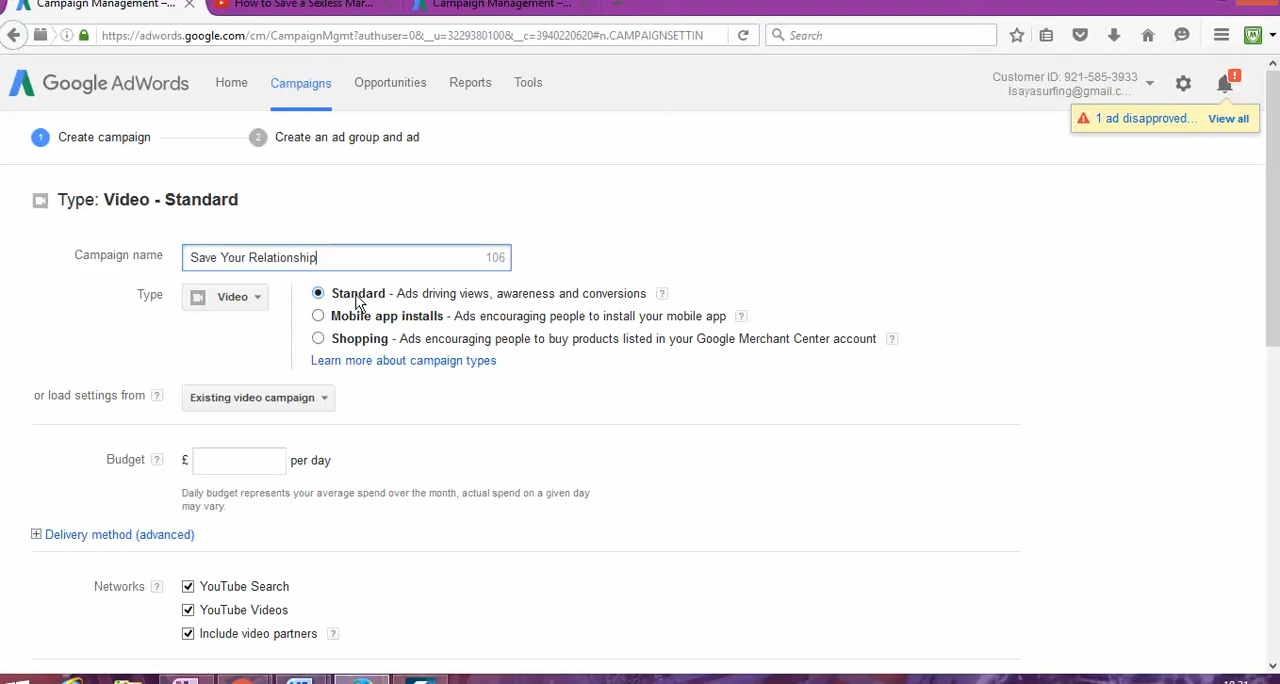 Campaign Management –...
How to Save a Sexless Mar...
Campaign Management –...
https://adwords.google.com/cm/CampaignMgmt?authuser=0&__u=3229380100&__c=3940220620#n.CAMPAIGNSETTIN
Search
Google AdWords
Home
Campaigns
Opportunities
Reports
Tools
Customer ID: 921-585-3933
lsayasurfing@gmail.c...
!
1 ad disapproved... View all
1 Create campaign
2 Create an ad group and ad
Type: Video - Standard
Campaign name
Save Your Relationship
106
Type
Video
Standard - Ads driving views, awareness and conversions ?
Mobile app installs - Ads encouraging people to install your mobile app ?
Shopping - Ads encouraging people to buy products listed in your Google Merchant Center account ?
Learn more about campaign types
or load settings from ?
Existing video campaign
Budget ?
£
per day
Daily budget represents your average spend over the month, actual spend on a given day
may vary.
Delivery method (advanced)
Networks ?
YouTube Search
YouTube Videos
Include video partners ?